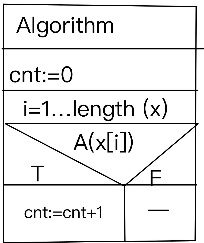 Algorithm
cnt:=0
i=1...length (x)
A(x[i])
T F
cnt:=cnt+1 —